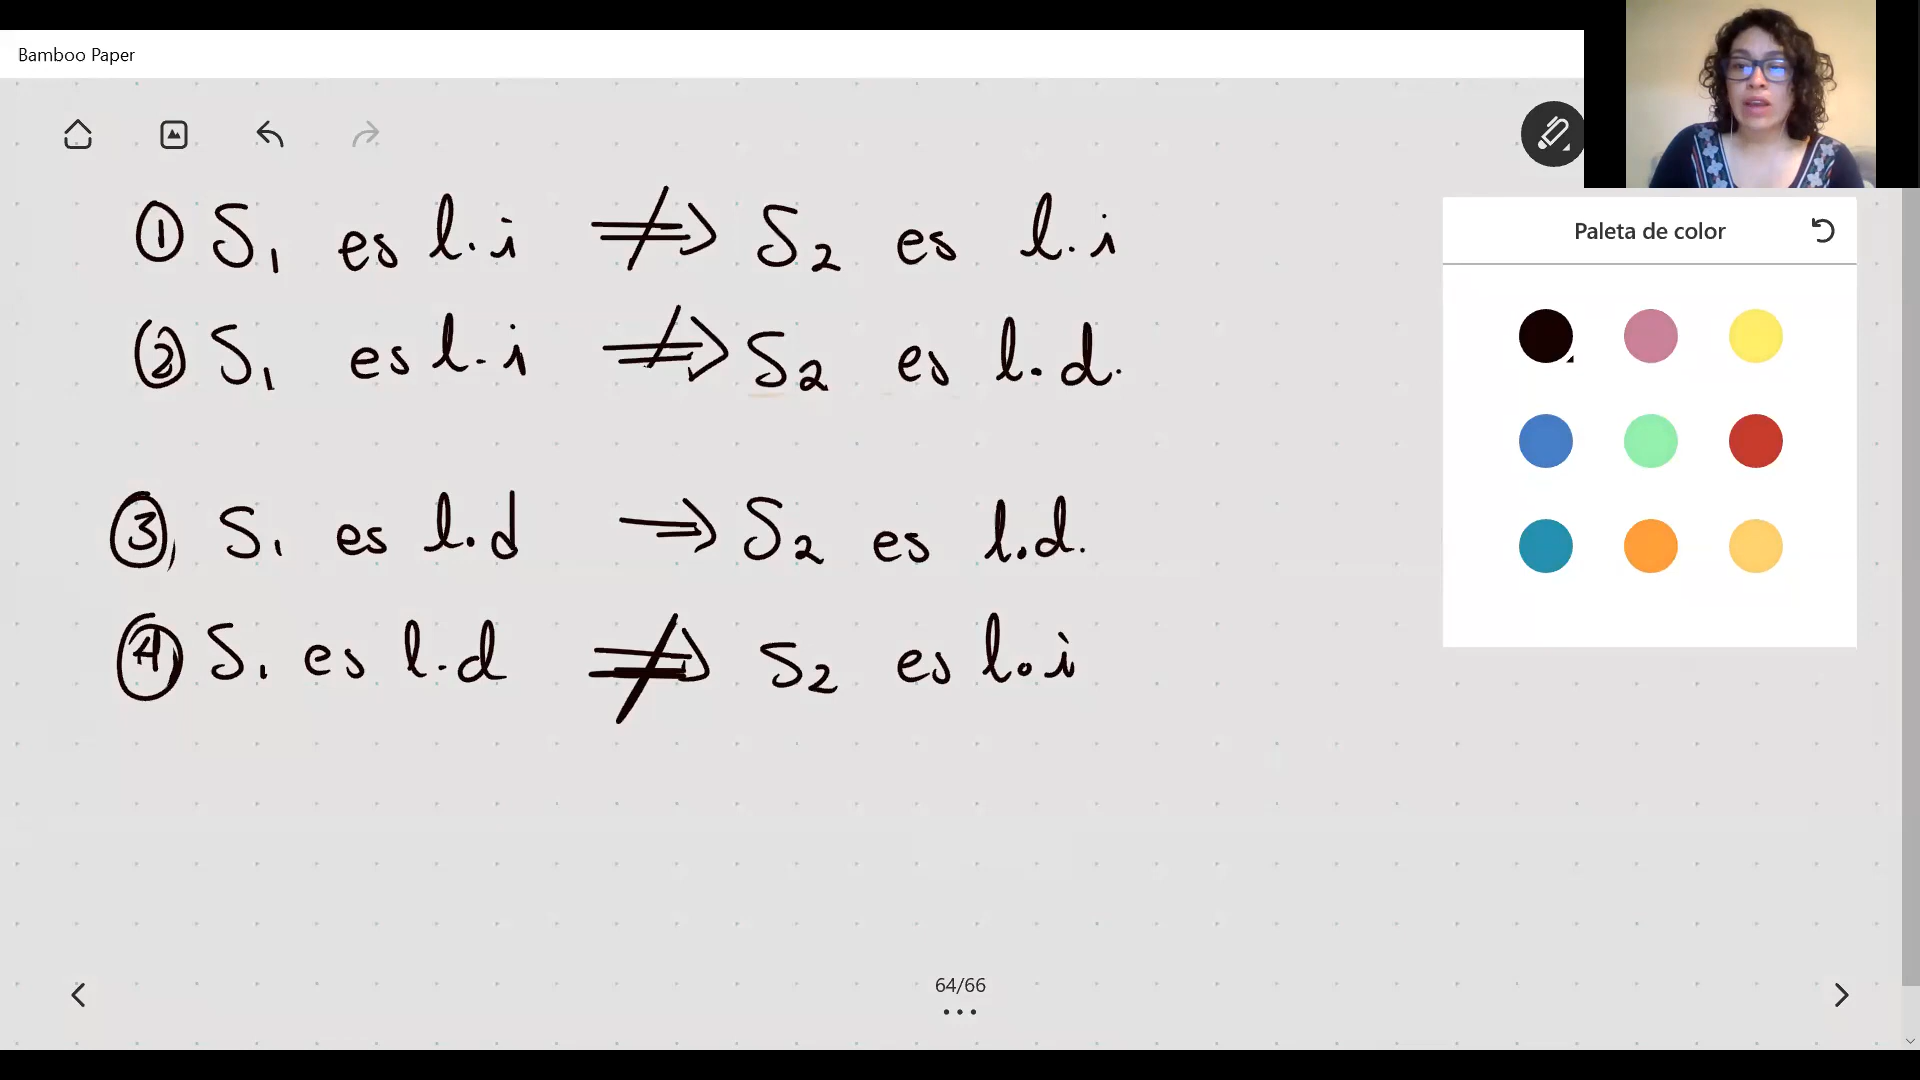 Bamboo Paper
① S₁ es l.i ⇏ S₂ es l.i
② S₁ es l.i ⇏ S₂ es l.d.
③, S₁ es l.d ⇒ S₂ es l.d.
④ S₁ es l.d ⇏ S₂ es l.i
Paleta de color
64/66